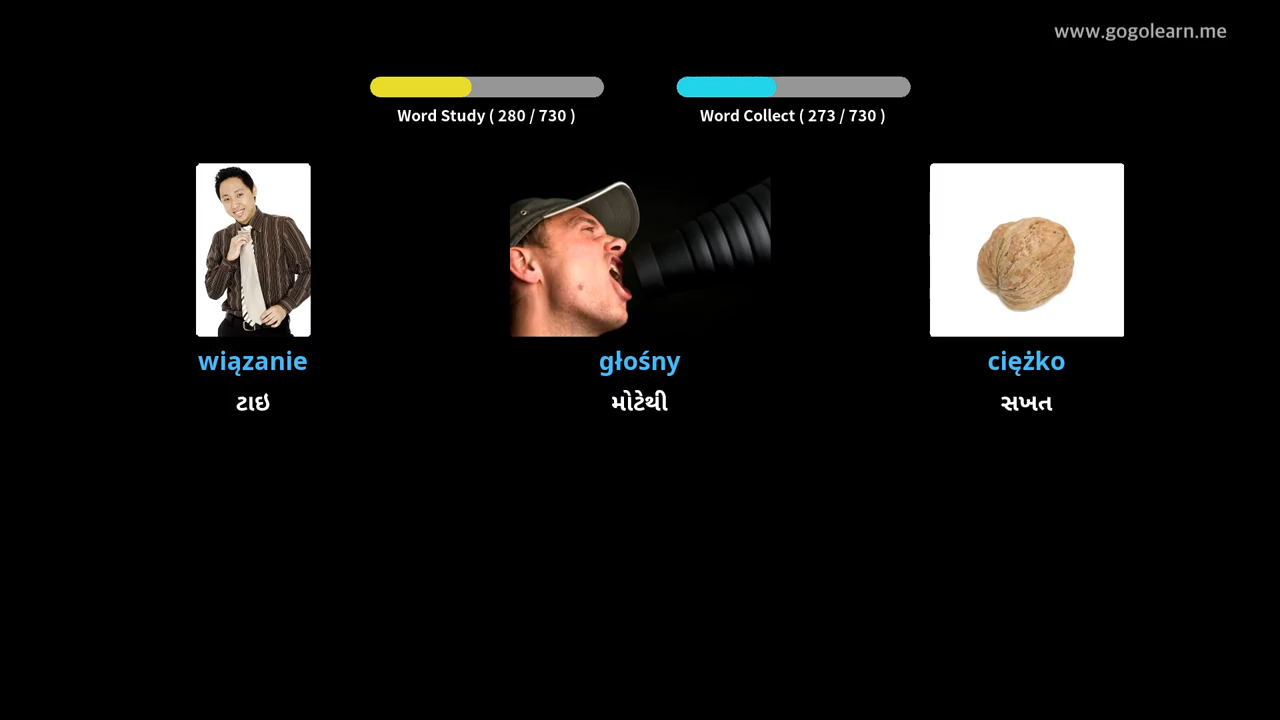 www.gogolearn.me
Word Study ( 280 / 730 )
Word Collect ( 273 / 730 )
wiązanie
głośny
ciężko
ટાઇ
મોટેથી
સખત